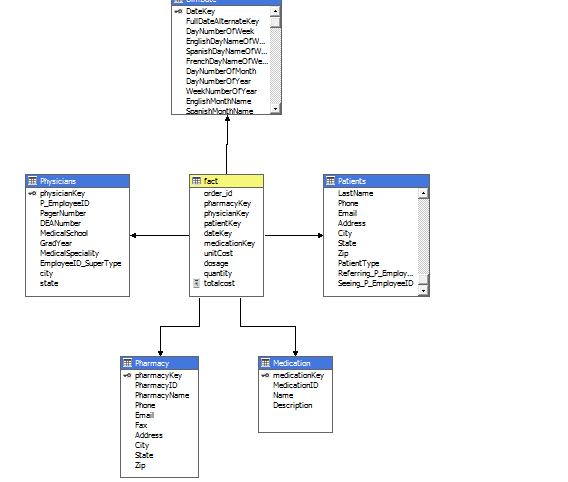 DateKey
FullDateAlternateKey
DayNumberOfWeek
EnglishDayNameOfW...
SpanishDayNameOfW...
FrenchDayNameOfWe...
DayNumberOfMonth
DayNumberOfYear
WeekNumberOfYear
EnglishMonthName
SpanishMonthName
Physicians
physicianKey
P_EmployeeID
PagerNumber
DEANumber
MedicalSchool
GradYear
MedicalSpeciality
EmployeeID_SuperType
city
state
fact
order_id
pharmacyKey
physicianKey
patientKey
dateKey
medicationKey
unitCost
dosage
quantity
totalcost
Patients
LastName
Phone
Email
Address
City
State
Zip
PatientType
Referring_P_Employ...
Seeing_P_EmployeeID
Pharmacy
pharmacyKey
PharmacyID
PharmacyName
Phone
Email
Fax
Address
City
State
Zip
Medication
medicationKey
MedicationID
Name
Description